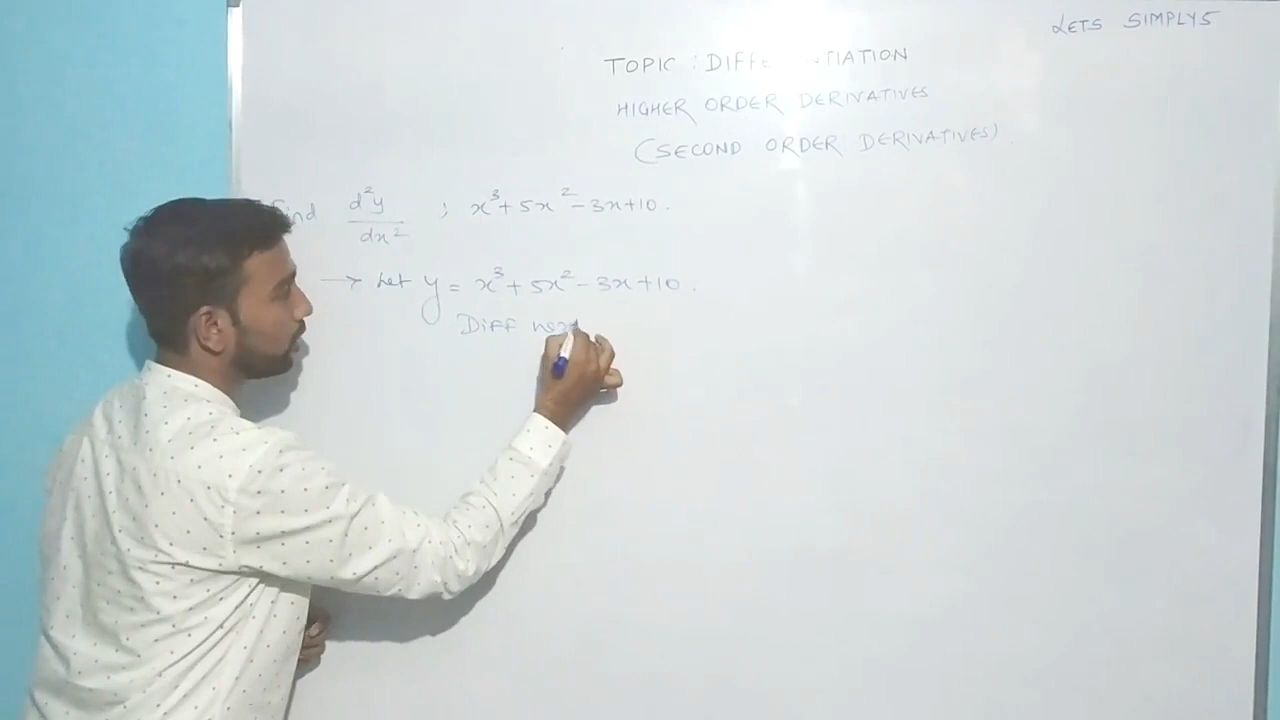 LETS SIMPLY5
TOPIC : DIFF TIATION
HIGHER ORDER DERIVATIVES
(SECOND ORDER DERIVATIVES)
Find d²y/dx² ; x³+5x²-3x+10.
→ Let y = x³+5x²-3x+10.
Diff